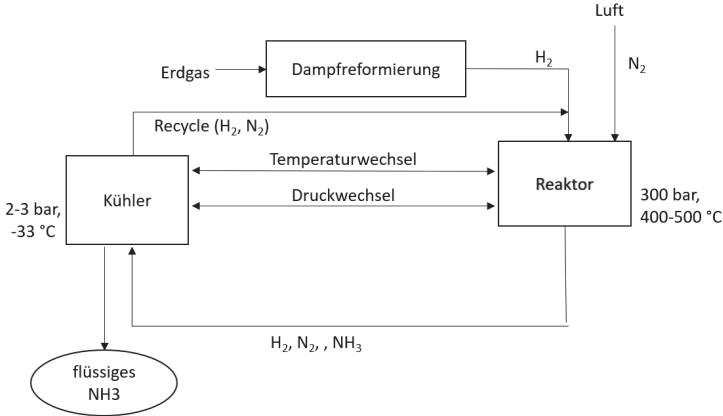 Luft
Erdgas
Dampfreformierung
H₂
N₂
Recycle (H₂, N₂)
Temperaturwechsel
Kühler
Druckwechsel
Reaktor
2-3 bar,
-33 °C
300 bar,
400-500 °C
H₂, N₂, , NH₃
flüssiges
NH3